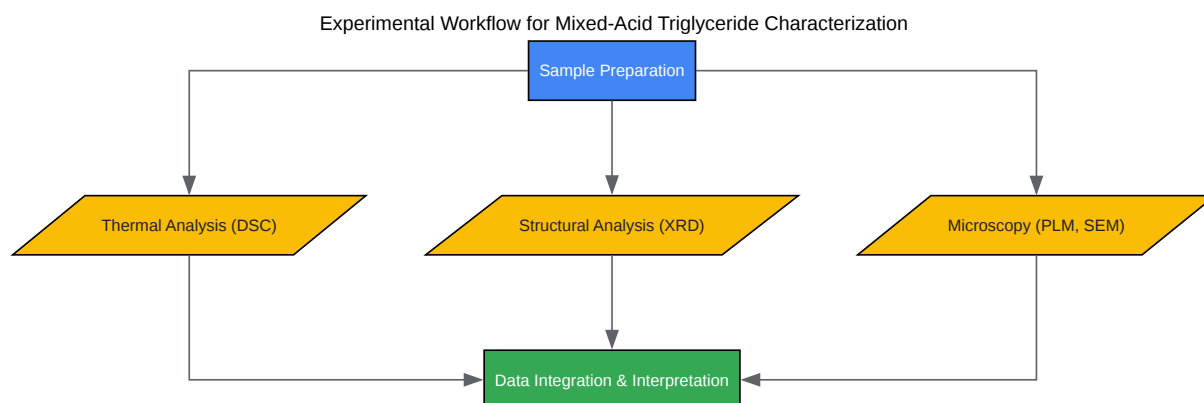 Experimental Workflow for Mixed-Acid Triglyceride Characterization
Sample Preparation
Thermal Analysis (DSC)
Structural Analysis (XRD)
Microscopy (PLM, SEM)
Data Integration & Interpretation